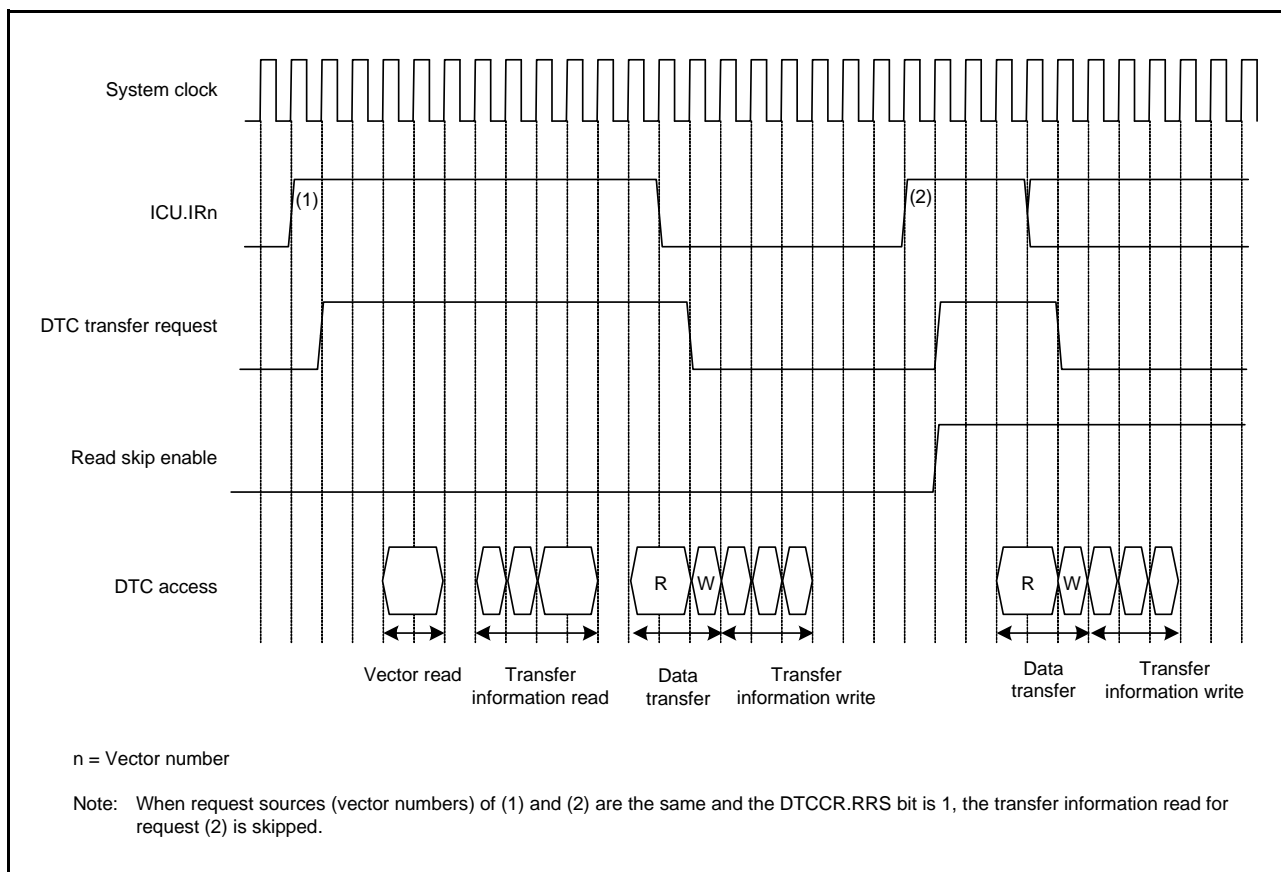 System clock
ICU.IRn
(1)
(2)
DTC transfer request
Read skip enable
DTC access
R
W
R
W
Vector read
Transfer
information read
Data
transfer
Transfer
information write
Data
transfer
Transfer
information write
n = Vector number
Note: When request sources (vector numbers) of (1) and (2) are the same and the DTCCR.RRS bit is 1, the transfer information read for
request (2) is skipped.